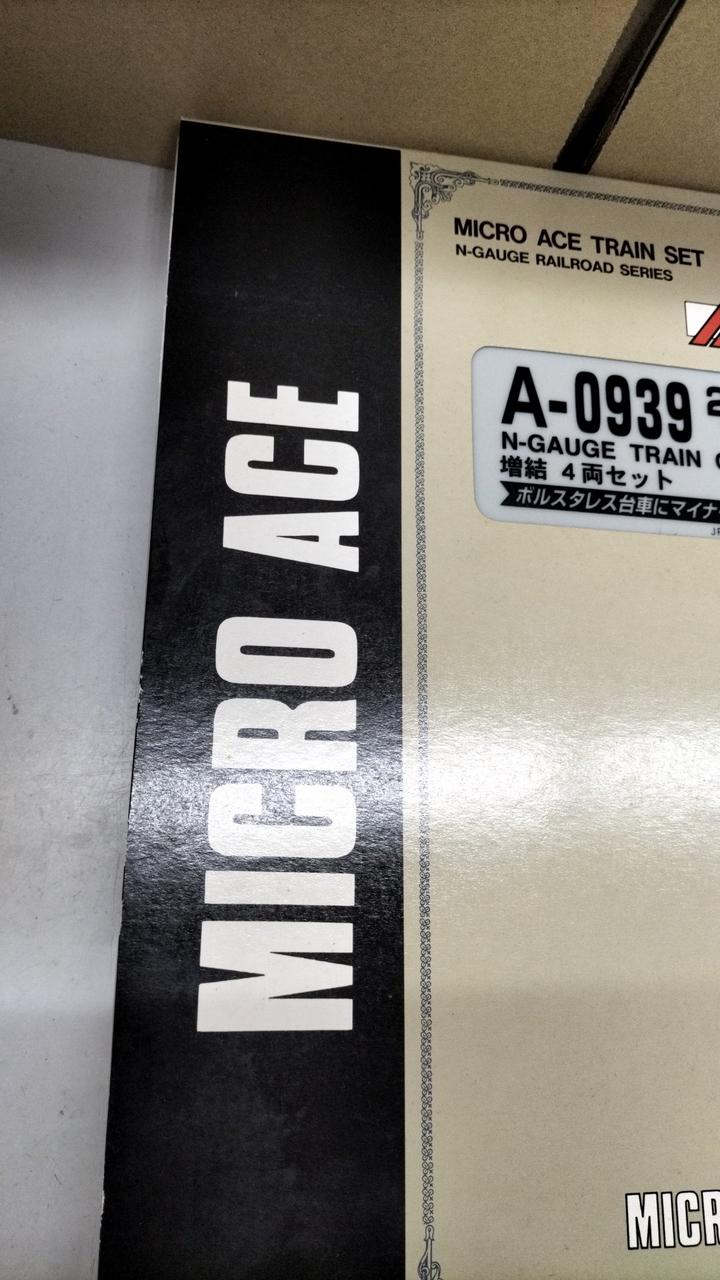 MICRO ACE
MICRO ACE TRAIN SET
N-GAUGE RAILROAD SERIES
A-0939 2
N-GAUGE TRAIN
増結 4両セット
ボルスタレス台車にマイナ
MICR